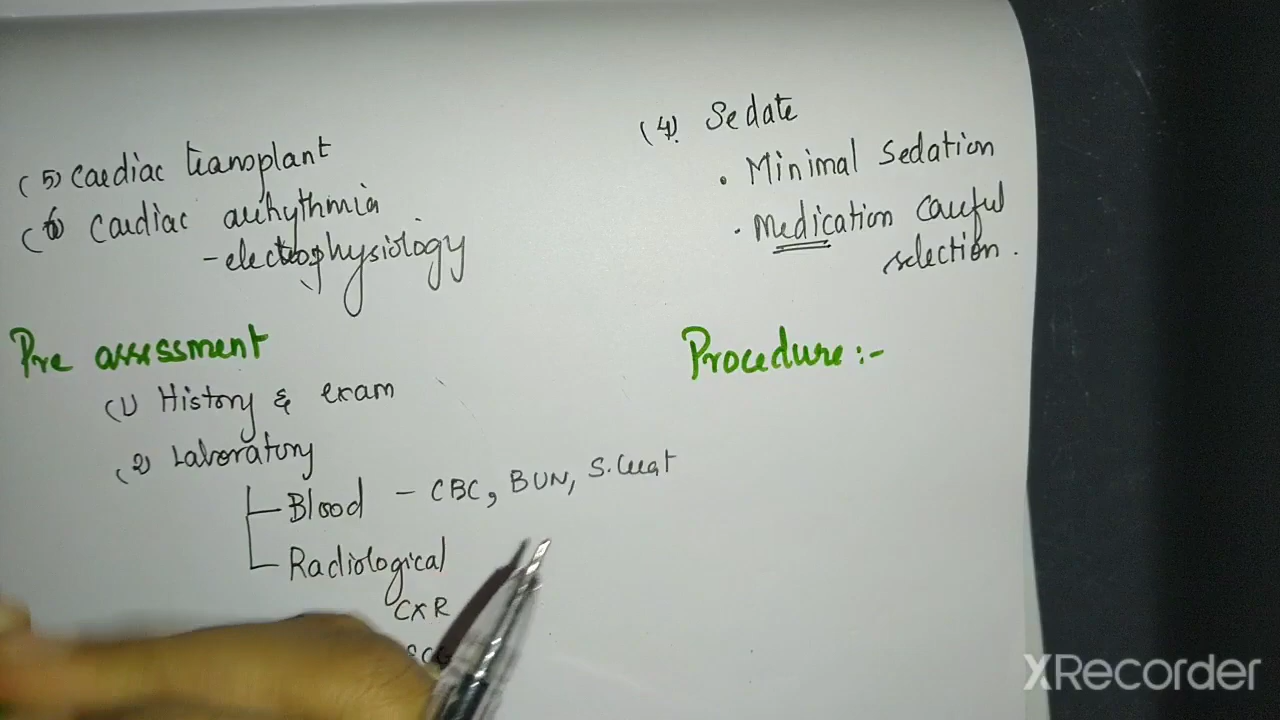 (5) Cardiac transplant
(6) Cardiac arrhythmia
- electrophysiology
Pre assessment
(1) History & exam
(2) Laboratory
Blood - CBC, BUN, S. Creat
Radiological
CXR
(4) Sedate
• Minimal Sedation
• Medication careful
selection.
Procedure:-
XRecorder